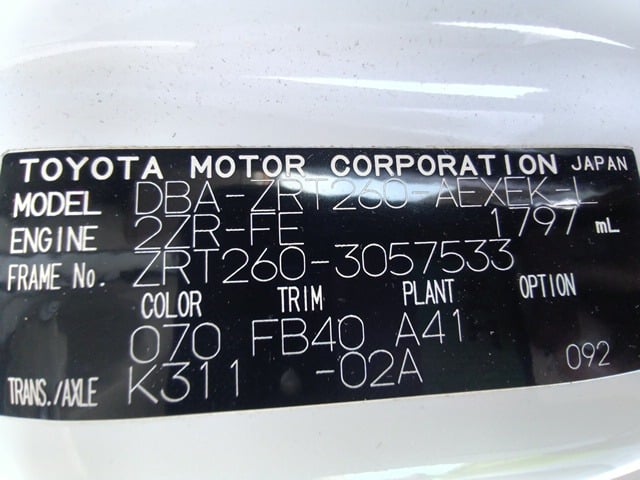 TOYOTA MOTOR CORPORATION JAPAN
MODEL DBA-ZRT260-AEXEK-L
ENGINE 2ZR-FE 1797 mL
FRAME No. ZRT260-3057533
COLOR TRIM PLANT OPTION
070 FB40 A41
TRANS./AXLE K311 -02A 092